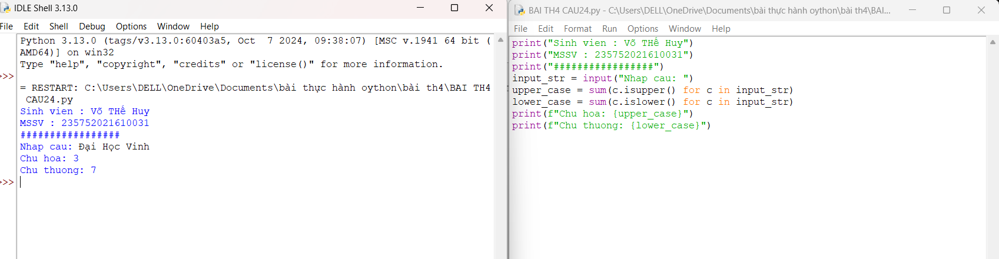 IDLE Shell 3.13.0
File Edit Shell Debug Options Window Help
Python 3.13.0 (tags/v3.13.0:60403a5, Oct  7 2024, 09:38:07) [MSC v.1941 64 bit (
AMD64)] on win32
Type "help", "copyright", "credits" or "license()" for more information.
>>>
= RESTART: C:\Users\DELL\OneDrive\Documents\bài thực hành oython\bài th4\BAI TH4
 CAU24.py
Sinh vien : Võ THế Huy
MSSV : 235752021610031
#################
Nhap cau: Đại Học Vinh
Chu hoa: 3
Chu thuong: 7
>>>
BAI TH4 CAU24.py - C:\Users\DELL\OneDrive\Documents\bài thực hành oython\bài th4\BAI...
File Edit Format Run Options Window Help
print("Sinh vien : Võ THế Huy")
print("MSSV : 235752021610031")
print("#################")
input_str = input("Nhap cau: ")
upper_case = sum(c.isupper() for c in input_str)
lower_case = sum(c.islower() for c in input_str)
print(f"Chu hoa: {upper_case}")
print(f"Chu thuong: {lower_case}")